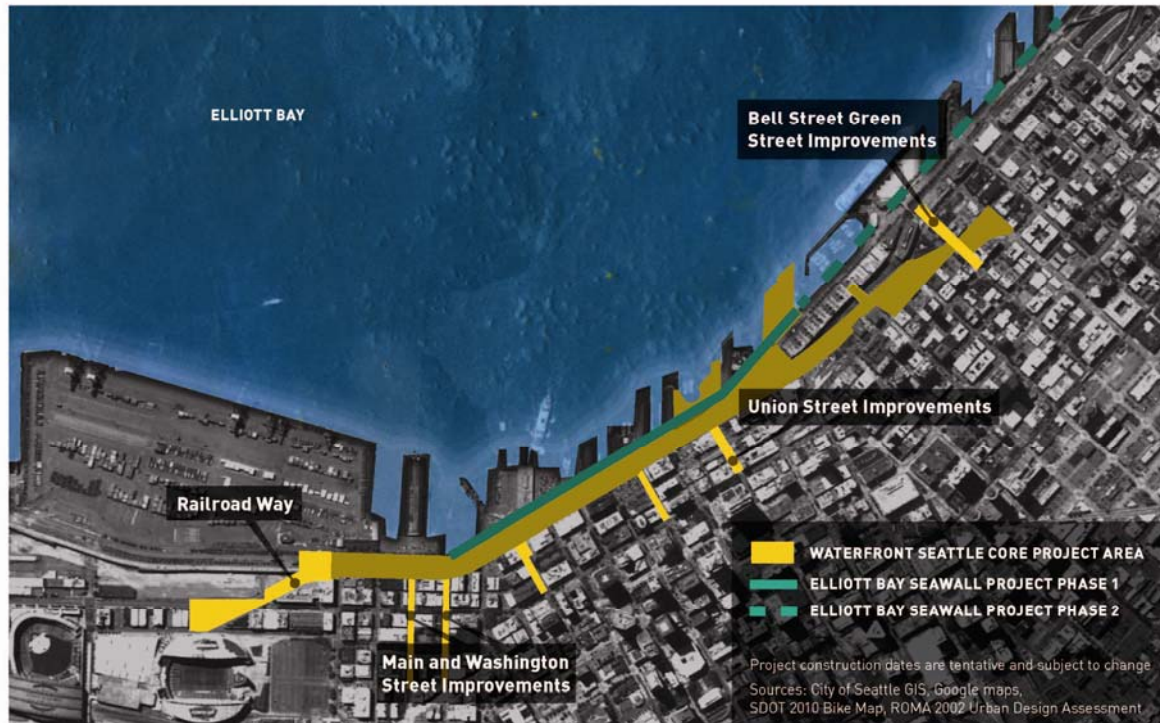 ELLIOTT BAY
Bell Street Green
Street Improvements
Union Street Improvements
Railroad Way
Main and Washington
Street Improvements
WATERFRONT SEATTLE CORE PROJECT AREA
ELLIOTT BAY SEAWALL PROJECT PHASE 1
ELLIOTT BAY SEAWALL PROJECT PHASE 2
Project construction dates are tentative and subject to change
Sources: City of Seattle GIS, Google maps,
SDOT 2010 Bike Map, ROMA 2002 Urban Design Assessment